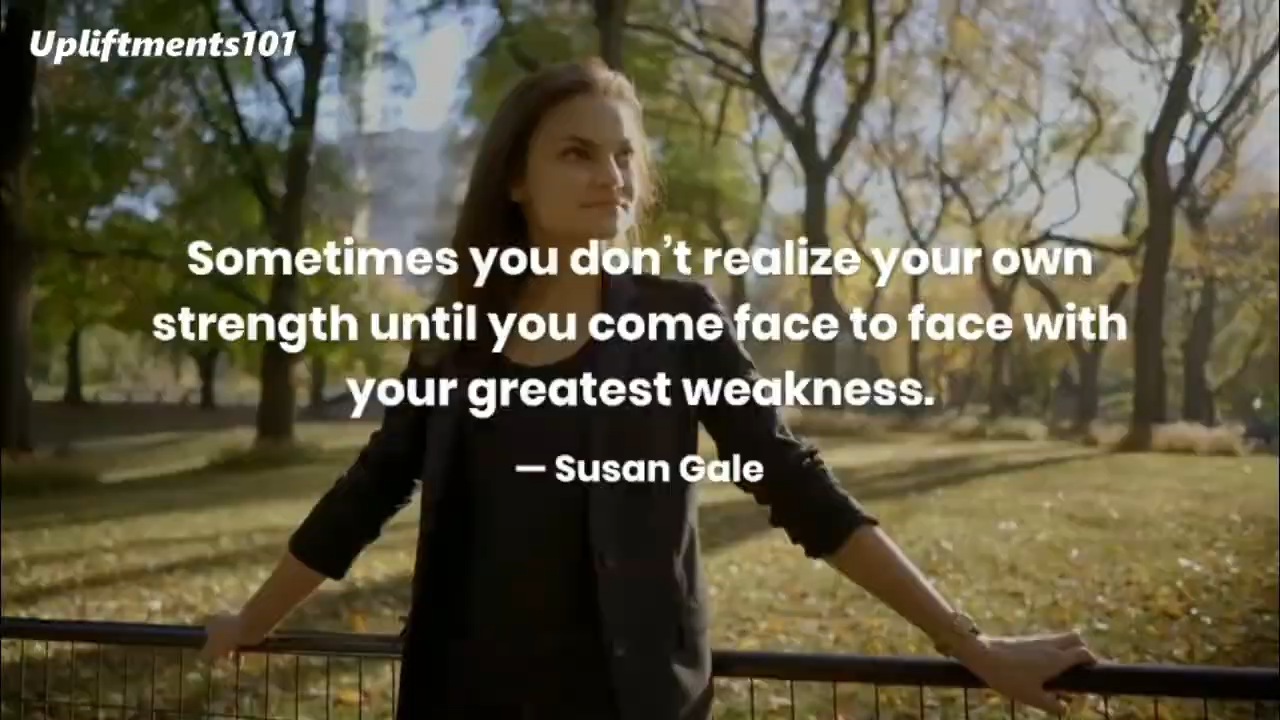 Upliftments101
Sometimes you don’t realize your own
strength until you come face to face with
your greatest weakness.
— Susan Gale